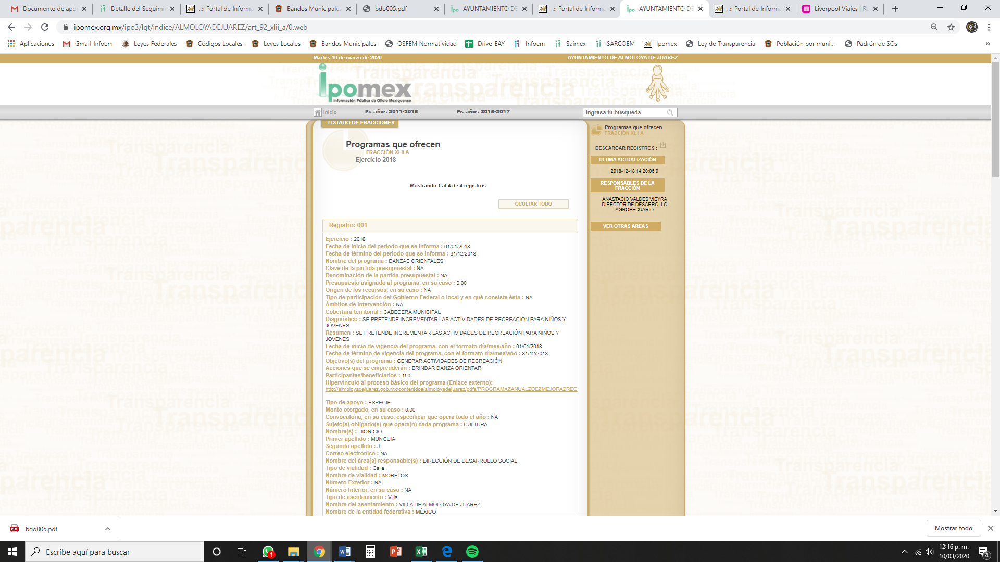 Documento de apo
Detalle del Seguimi
..:: Portal de Informa
Bandos Municipales
bdo005.pdf
AYUNTAMIENTO DE
..:: Portal de Informa
AYUNTAMIENTO DE
..:: Portal de Informa
Liverpool Viajes | Re
ipomex.org.mx/ipo3/lgt/indice/ALMOLOYADEJUAREZ/art_92_xlii_a/0.web
Aplicaciones
Gmail-Infoem
Leyes Federales
Códigos Locales
Leyes Locales
Bandos Municipales
OSFEM Normatividad
Drive-EAY
Infoem
Saimex
SARCOEM
Ipomex
Ley de Transparencia
Población por muni...
Padrón de SOs
»
Martes 10 de marzo de 2020
AYUNTAMIENTO DE ALMOLOYA DE JUAREZ
Transparencia
ipomex
Información Pública de Oficio Mexiquense
Inicio
Fr. años 2011-2015
Fr. años 2015-2017
Ingresa tu búsqueda
LISTADO DE FRACCIONES
Programas que ofrecen
FRACCIÓN XLII A
Ejercicio 2018
Mostrando 1 al 4 de 4 registros
OCULTAR TODO
Registro: 001
Ejercicio : 2018
Fecha de inicio del periodo que se informa : 01/01/2018
Fecha de término del periodo que se informa : 31/12/2018
Nombre del programa : DANZAS ORIENTALES
Clave de la partida presupuestal : NA
Denominación de la partida presupuestal : NA
Presupuesto asignado al programa, en su caso : 0.00
Origen de los recursos, en su caso : NA
Tipo de participación del Gobierno Federal o local y en qué consiste ésta : NA
Ámbitos de intervención : NA
Cobertura territorial : CABECERA MUNICIPAL
Diagnóstico : SE PRETENDE INCREMENTAR LAS ACTIVIDADES DE RECREACIÓN PARA NIÑOS Y
JÓVENES
Resumen : SE PRETENDE INCREMENTAR LAS ACTIVIDADES DE RECREACIÓN PARA NIÑOS Y
JÓVENES
Fecha de inicio de vigencia del programa, con el formato día/mes/año : 01/01/2018
Fecha de término de vigencia del programa, con el formato día/mes/año : 31/12/2018
Objetivo(s) del programa : GENERAR ACTIVIDADES DE RECREACIÓN
Acciones que se emprenderán : BRINDAR DANZA ORIENTAR
Participantes/beneficiarios : 150
Hipervínculo al proceso básico del programa (Enlace externo):
http://almoloyadejuarez.gob.mx/contenidos/almoloyadejuarez/pdfs/PROGRAMAZANUALZDEZMEJORAZREG
Tipo de apoyo : ESPECIE
Monto otorgado, en su caso : 0.00
Convocatoria, en su caso, especificar que opera todo el año : NA
Sujeto(s) obligado(s) que opera(n) cada programa : CULTURA
Nombre(s) : DIONICIO
Primer apellido : MUNGUIA
Segundo apellido : J
Correo electrónico : NA
Nombre del área(s) responsable(s) : DIRECCIÓN DE DESARROLLO SOCIAL
Tipo de vialidad : Calle
Nombre de vialidad : MORELOS
Número Exterior : NA
Número Interior, en su caso : NA
Tipo de asentamiento : Villa
Nombre del asentamiento : VILLA DE ALMOLOYA DE JUAREZ
Nombre de la entidad federativa : MÉXICO
Programas que ofrecen
FRACCIÓN XLII A
DESCARGAR REGISTROS :
ULTIMA ACTUALIZACIÓN
2018-12-18 14:20:06.0
RESPONSABLES DE LA
FRACCIÓN
ANASTACIO VALDES VIEYRA
DIRECTOR DE DESARROLLO
AGROPECUARIO
VER OTRAS AREAS
bdo005.pdf
Mostrar todo
Escribe aquí para buscar
1
12:16 p. m.
10/03/2020
4